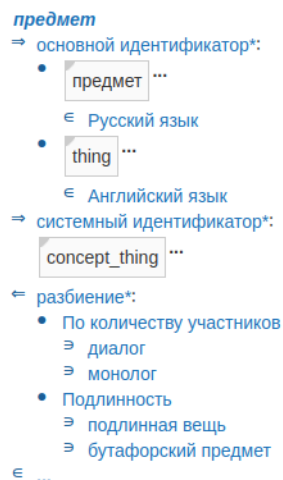 предмет
⇒ основной идентификатор*:
• предмет ...
∈ Русский язык
• thing ...
∈ Английский язык
⇒ системный идентификатор*:
concept_thing ...
⇐ разбиение*:
• По количеству участников
∋ диалог
∋ монолог
• Подлинность
∋ подлинная вещь
∋ бутафорский предмет
∈ ...